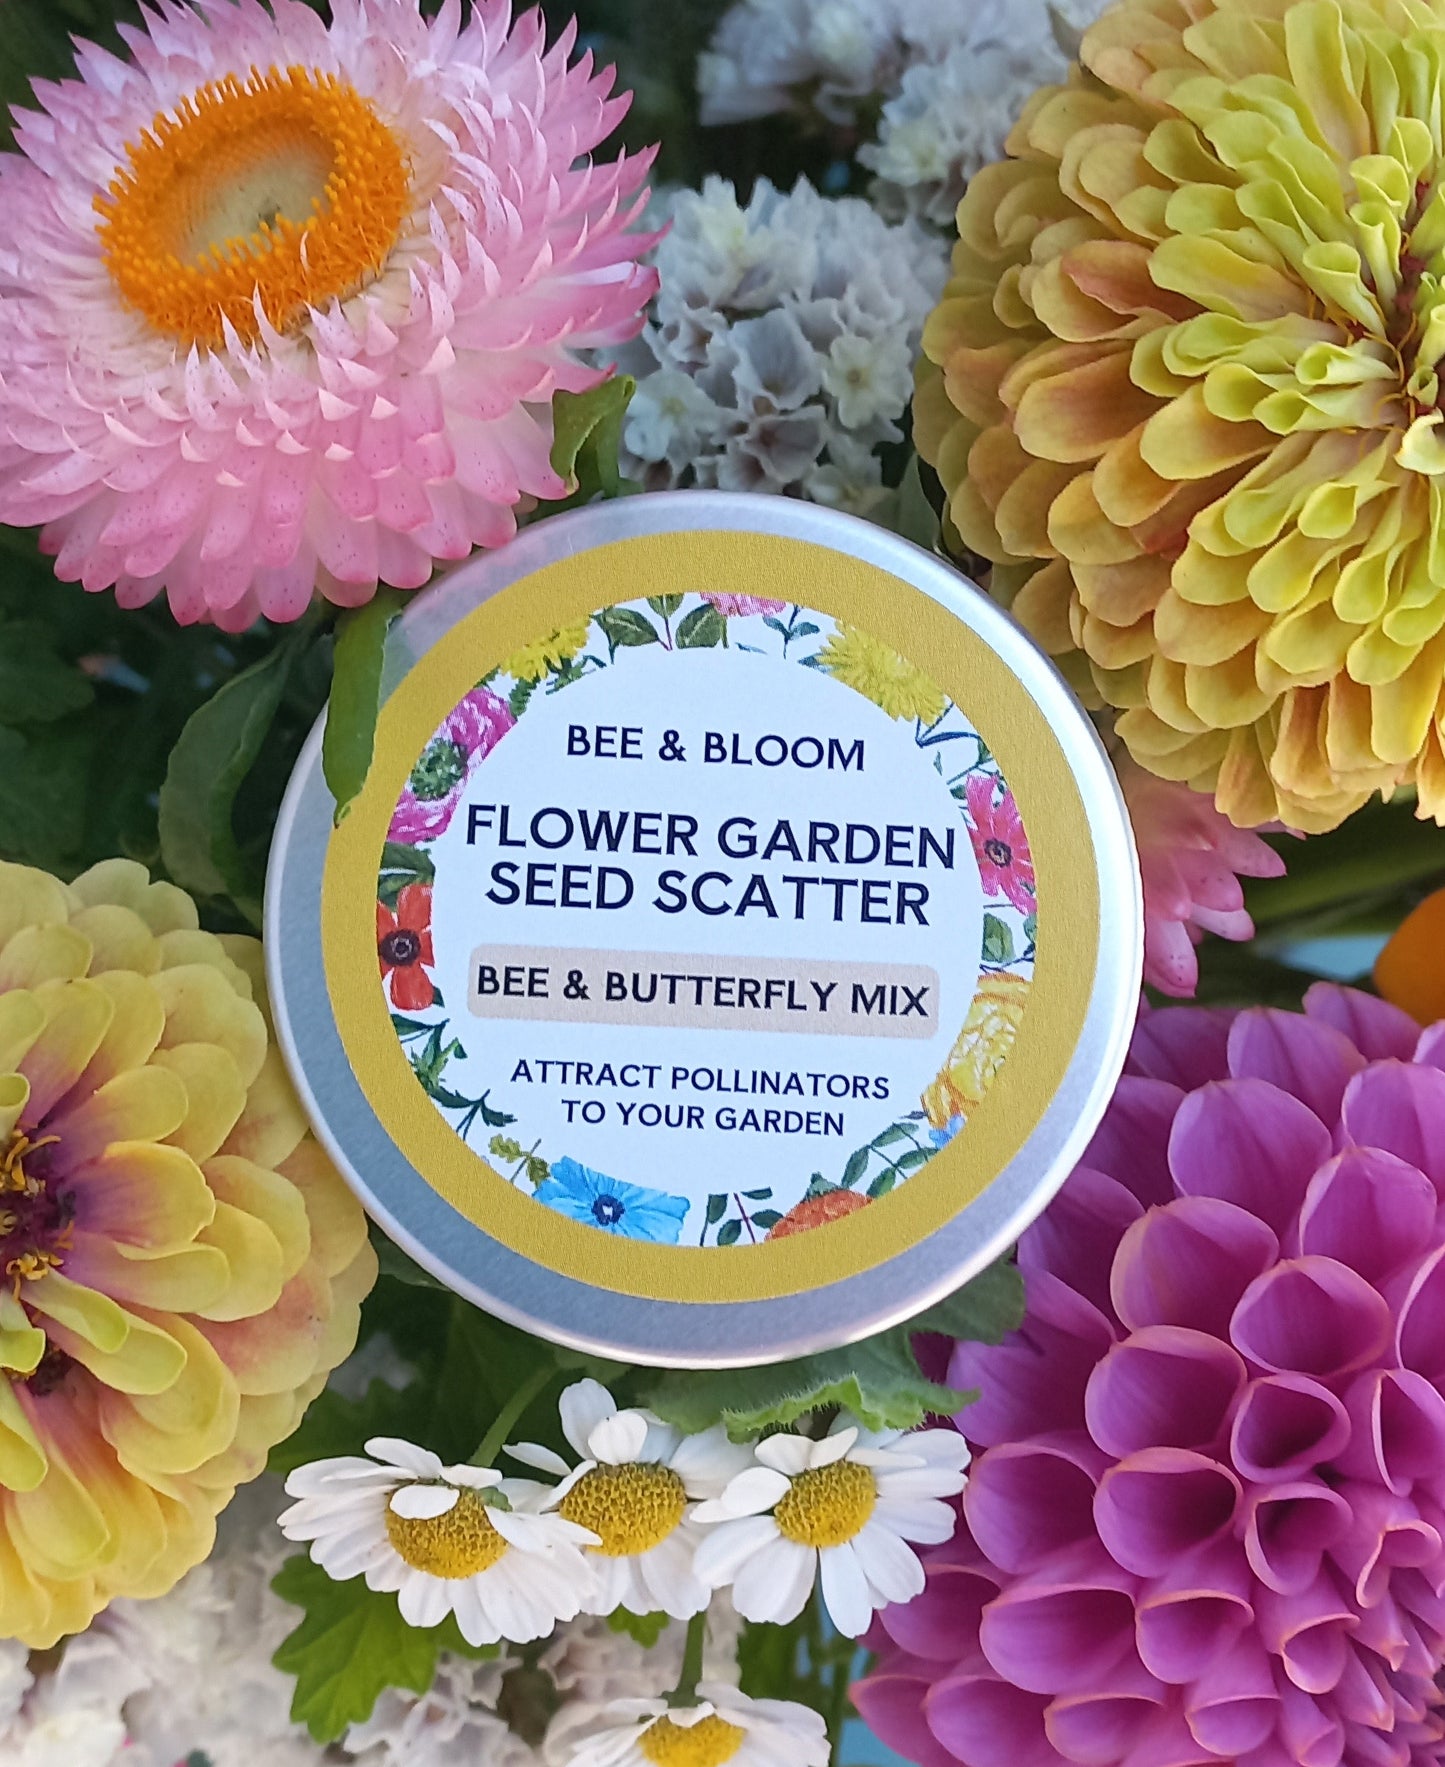 BEE & BLOOM
FLOWER GARDEN
SEED SCATTER
BEE & BUTTERFLY MIX
ATTRACT POLLINATORS
TO YOUR GARDEN